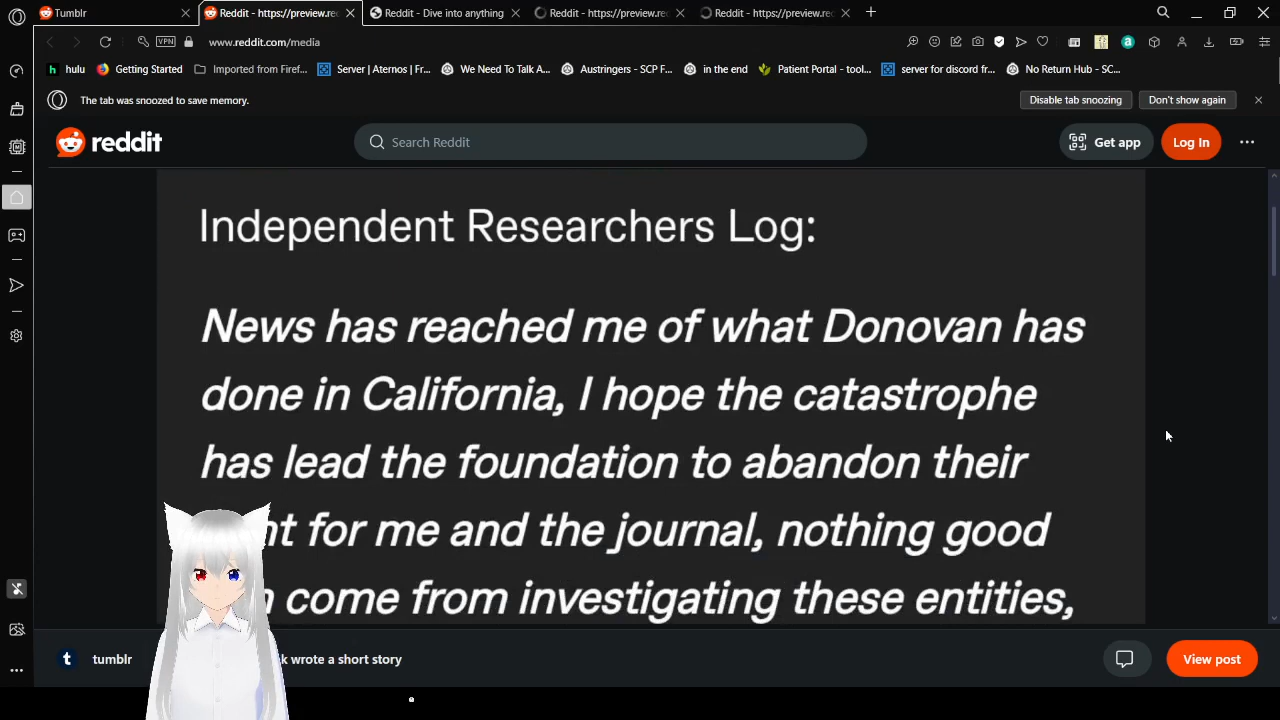 Tumblr
Reddit - https://preview.rec
Reddit - Dive into anything
Reddit - https://preview.rec
Reddit - https://preview.rec
VPN
www.reddit.com/media
hulu
Getting Started
Imported from Firef...
Server | Aternos | Fr...
We Need To Talk A...
Austringers - SCP F...
in the end
Patient Portal - tool...
server for discord fr...
No Return Hub - SC...
The tab was snoozed to save memory.
Disable tab snoozing
Don't show again
reddit
Search Reddit
Get app
Log In
Independent Researchers Log:
News has reached me of what Donovan has
done in California, I hope the catastrophe
has lead the foundation to abandon their
for me and the journal, nothing good
come from investigating these entities,
tumblr
wrote a short story
View post